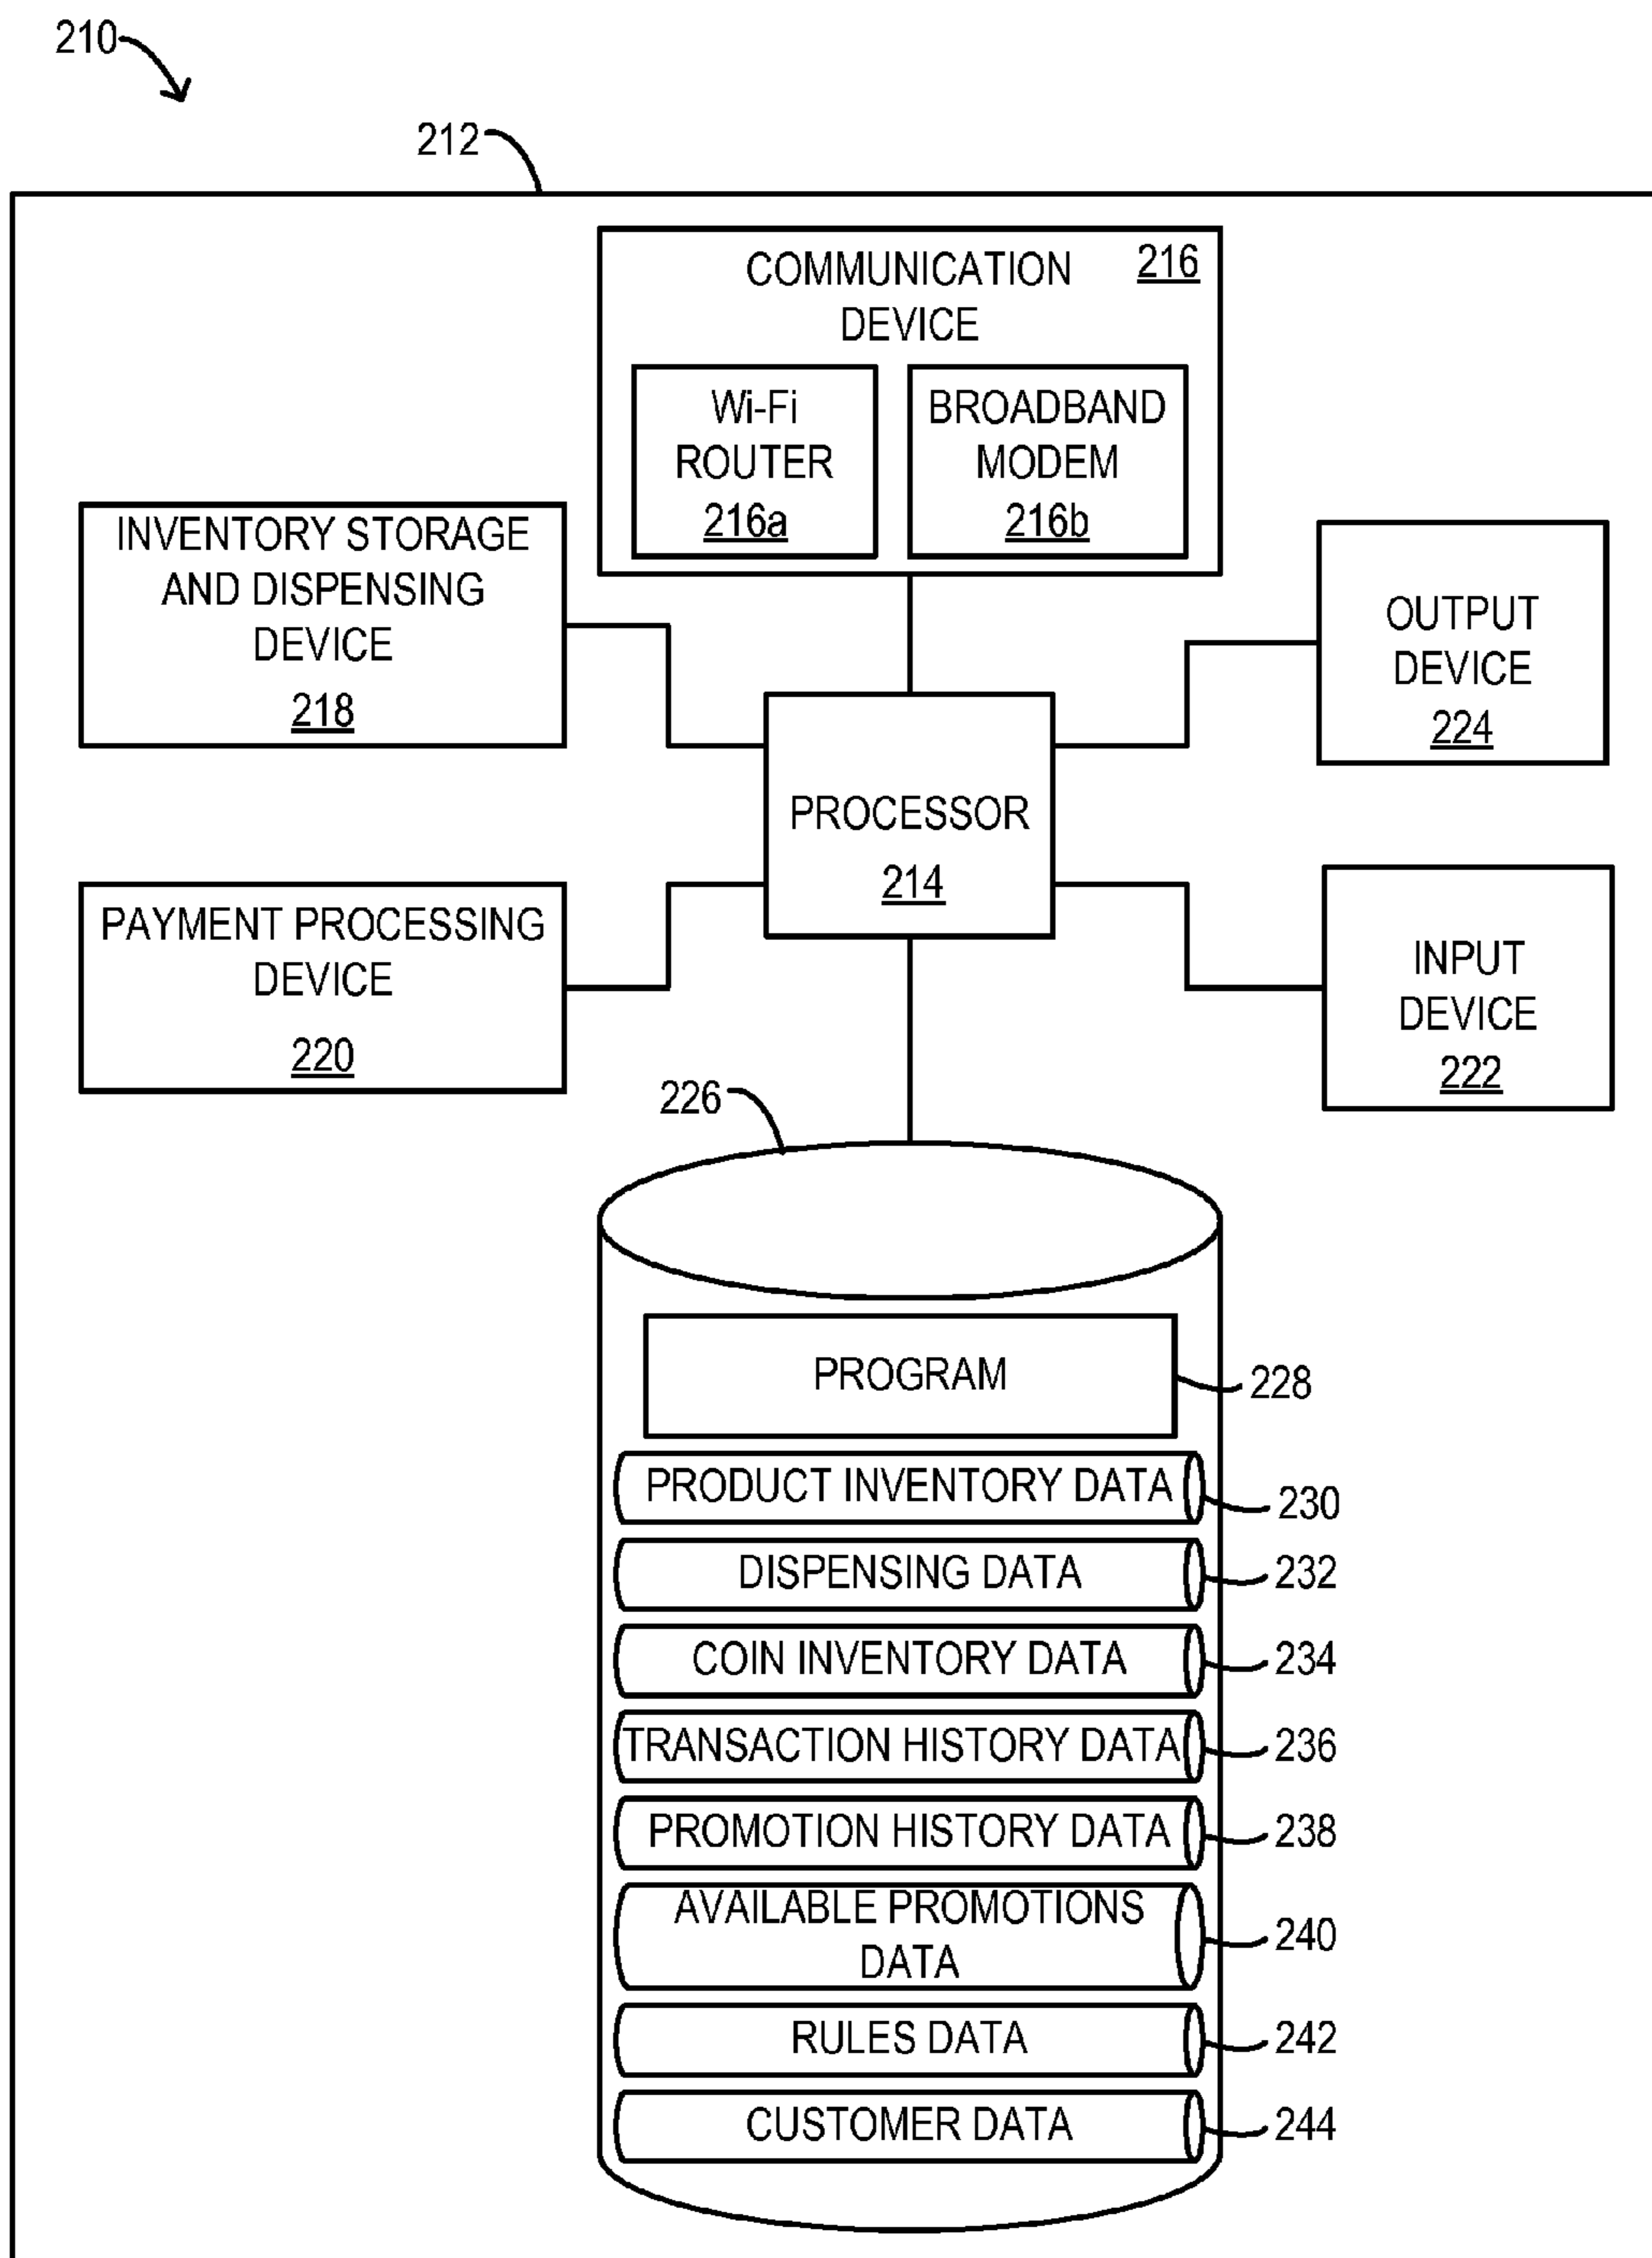 210
212
COMMUNICATION
DEVICE
216
Wi-Fi
ROUTER
216a
BROADBAND
MODEM
216b
INVENTORY STORAGE
AND DISPENSING
DEVICE
218
OUTPUT
DEVICE
224
PROCESSOR
214
PAYMENT PROCESSING
DEVICE
220
INPUT
DEVICE
222
226
PROGRAM
228
PRODUCT INVENTORY DATA
230
DISPENSING DATA
232
COIN INVENTORY DATA
234
TRANSACTION HISTORY DATA
236
PROMOTION HISTORY DATA
238
AVAILABLE PROMOTIONS
DATA
240
RULES DATA
242
CUSTOMER DATA
244